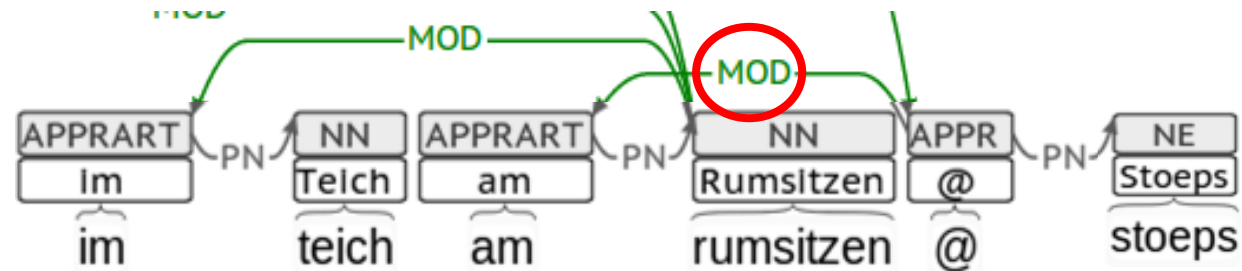 MOD
MOD
MOD
APPRART PN NN APPRART PN NN APPR PN NE
im Teich am Rumsitzen @ Stoeps
im teich am rumsitzen @ stoeps